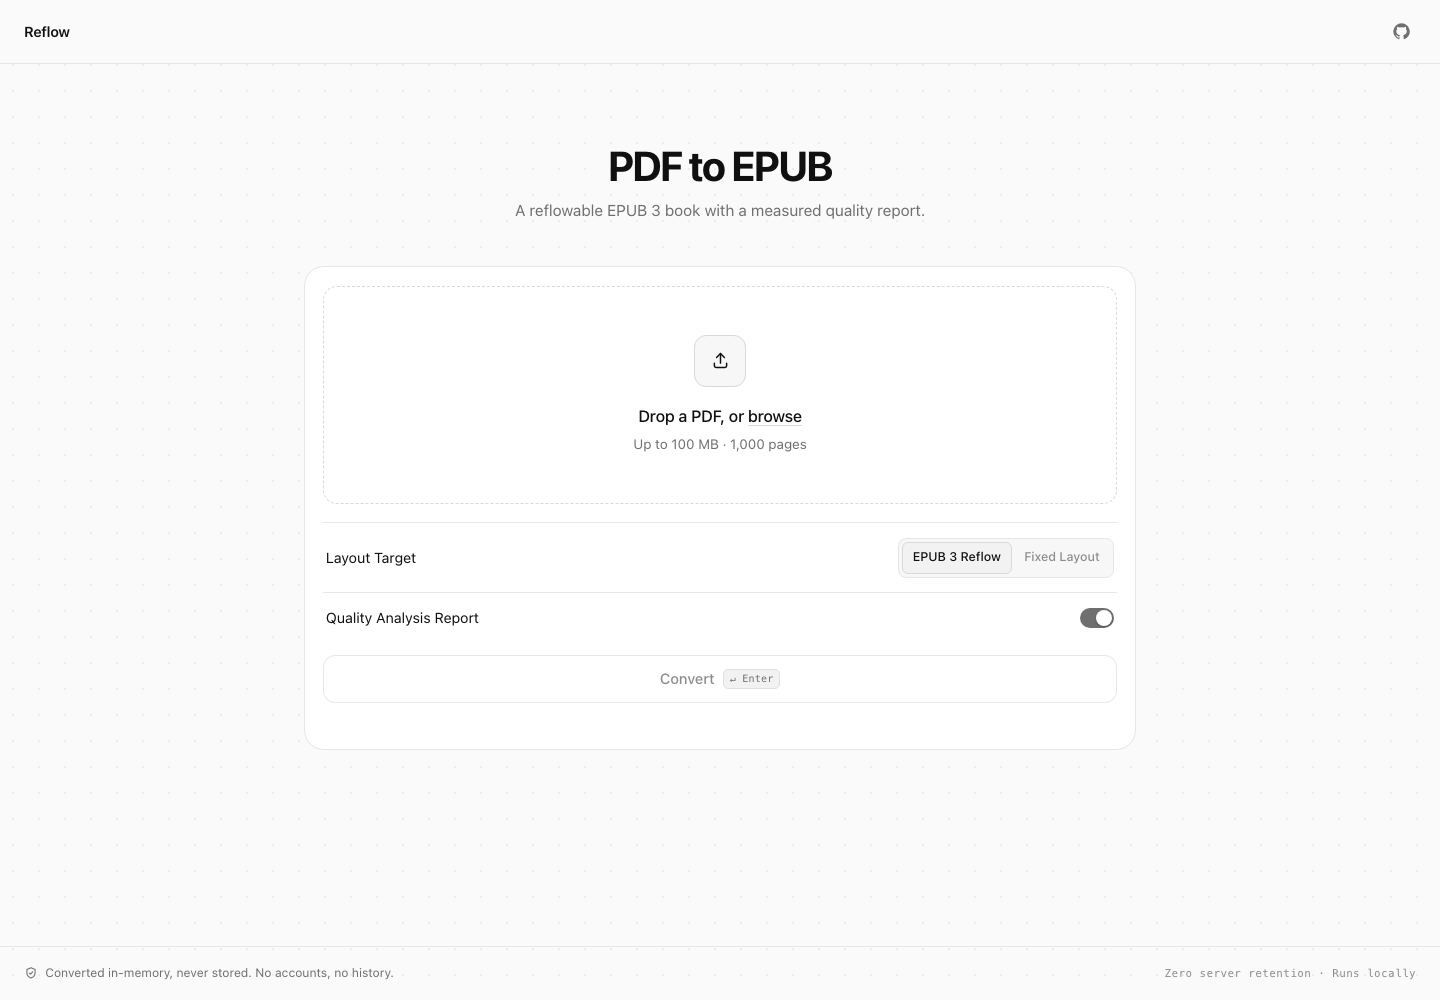 Reflow
PDF to EPUB
A reflowable EPUB 3 book with a measured quality report.
Drop a PDF, or browse
Up to 100 MB · 1,000 pages
Layout Target
EPUB 3 Reflow
Fixed Layout
Quality Analysis Report
Convert ↵ Enter
Converted in-memory, never stored. No accounts, no history.
Zero server retention · Runs locally